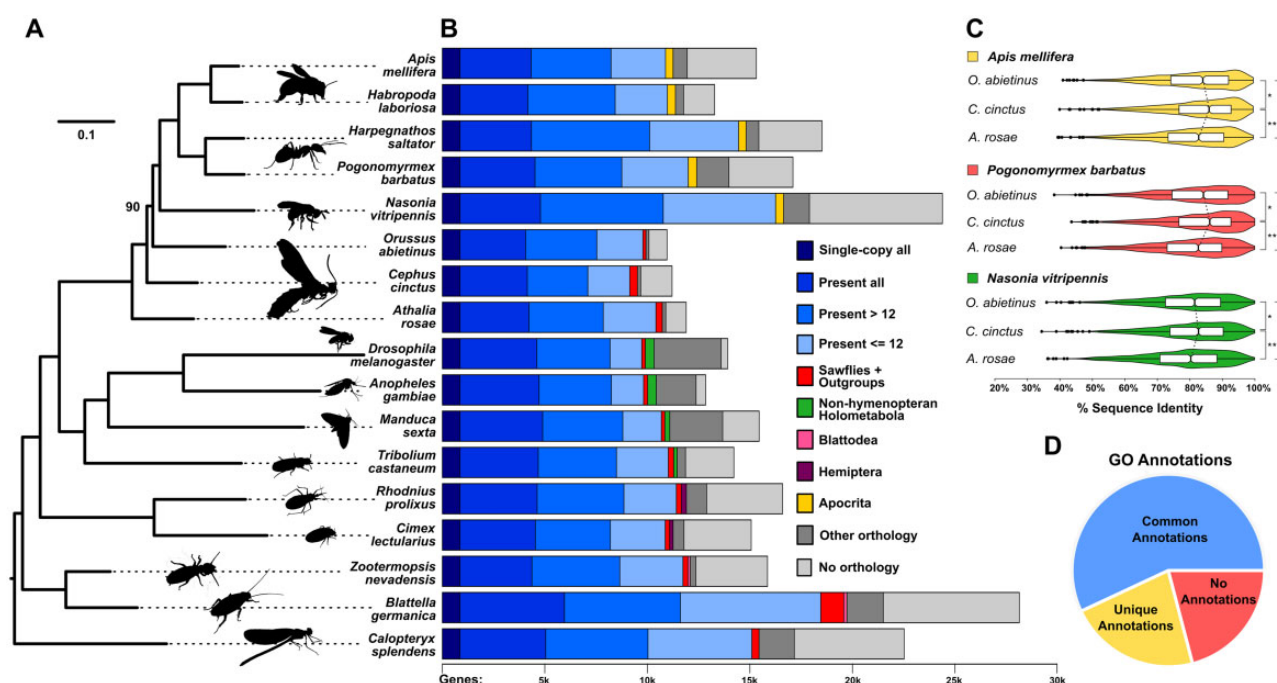 A
90
0.1
Apis
mellifera
Habropoda
laboriosa
Harpegnathos
saltator
Pogonomyrmex
barbatus
Nasonia
vitripennis
Orussus
abietinus
Cephus
cinctus
Athalia
rosae
Drosophila
melanogaster
Anopheles
gambiae
Manduca
sexta
Tribolium
castaneum
Rhodnius
prolixus
Cimex
lectularius
Zootermopsis
nevadensis
Blattella
germanica
Calopteryx
splendens
B
Single-copy all
Present all
Present > 12
Present <= 12
Sawflies +
Outgroups
Non-hymenopteran
Holometabola
Blattodea
Hemiptera
Apocrita
Other orthology
No orthology
Genes: 5k 10k 15k 20k 25k 30k
C
Apis mellifera
O. abietinus
C. cinctus
A. rosae
*
**
Pogonomyrmex barbatus
O. abietinus
C. cinctus
A. rosae
*
**
Nasonia vitripennis
O. abietinus
C. cinctus
A. rosae
*
**
20% 30% 40% 50% 60% 70% 80% 90% 100%
% Sequence Identity
D
GO Annotations
Common
Annotations
No
Annotations
Unique
Annotations